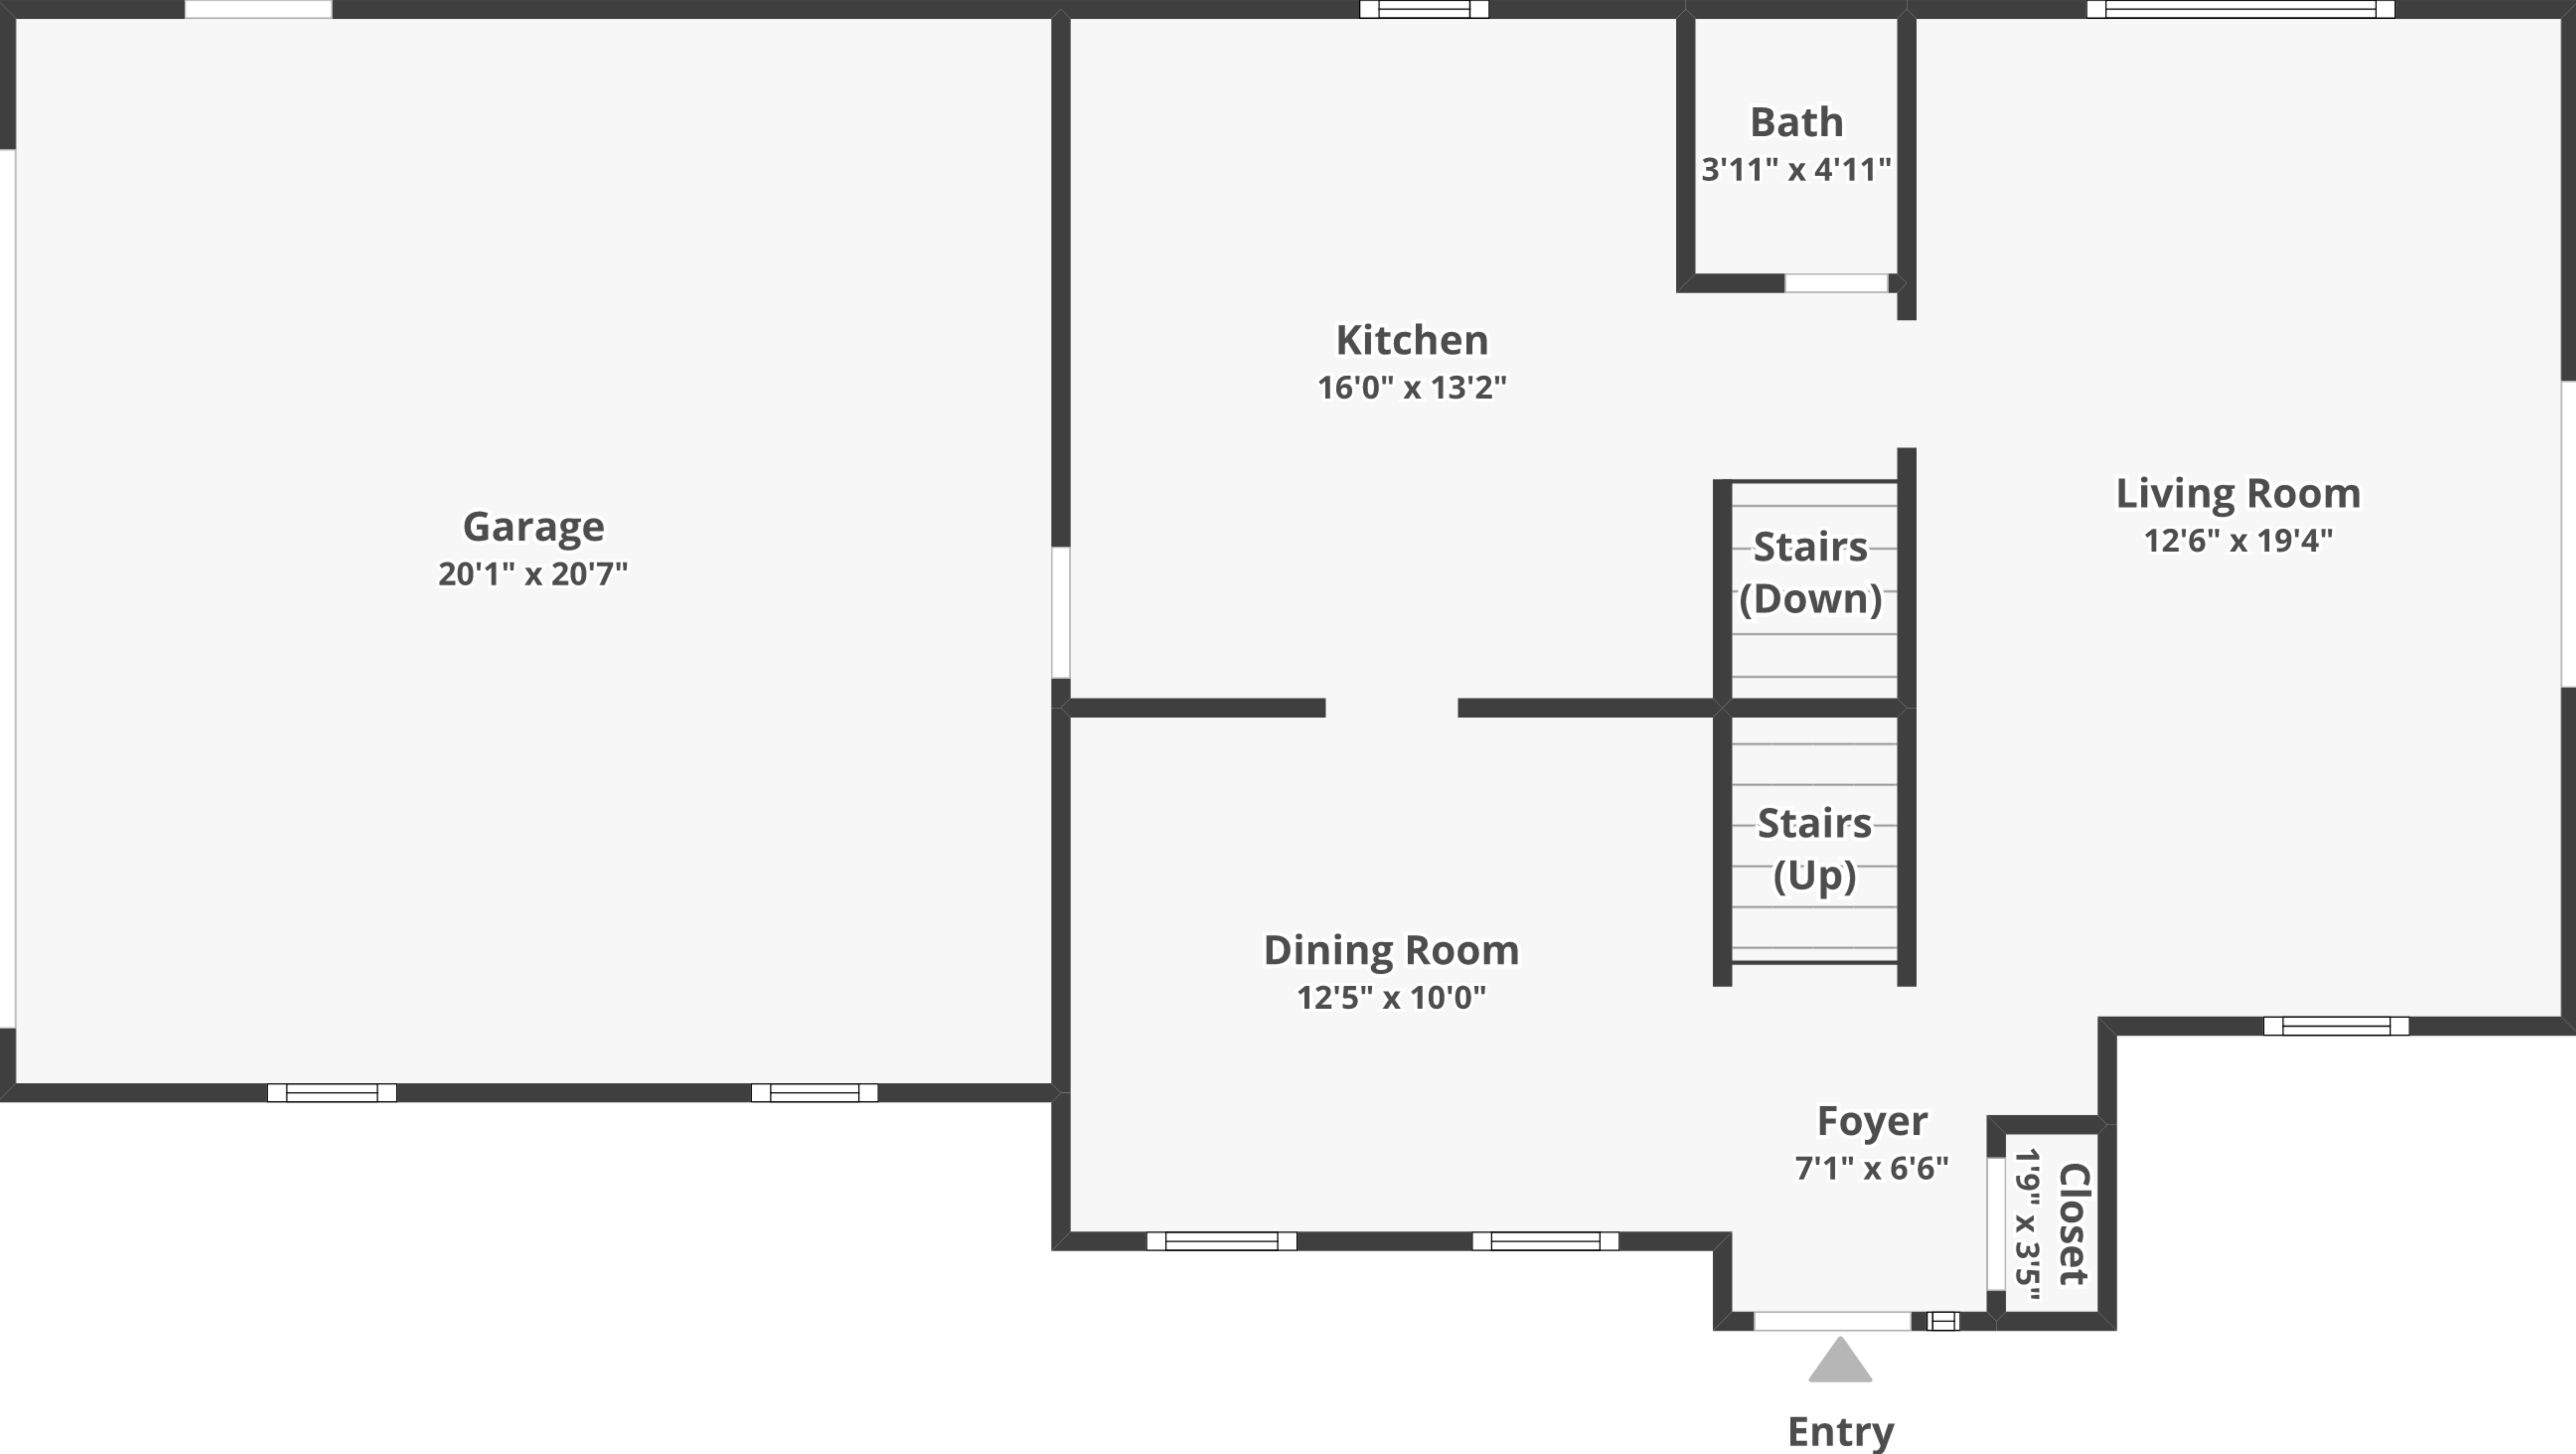 Bath
3'11" x 4'11"
Kitchen
16'0" x 13'2"
Living Room
12'6" x 19'4"
Garage
20'1" x 20'7"
Stairs
(Down)
Stairs
(Up)
Dining Room
12'5" x 10'0"
Foyer
7'1" x 6'6"
Closet
1'9" x 3'5"
Entry